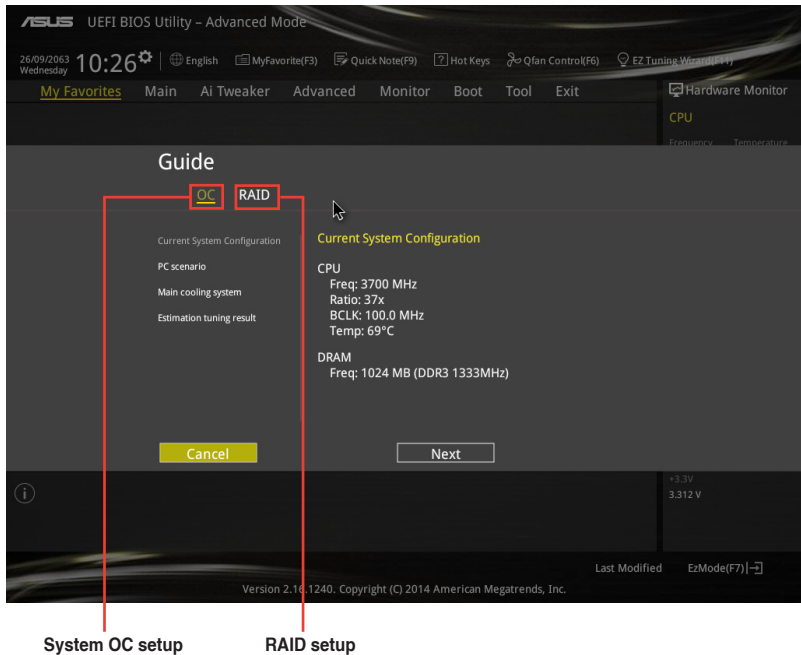 ASUS UEFI BIOS Utility – Advanced Mode
26/09/2063
Wednesday
10:26
English MyFavorite(F3) Quick Note(F9) ? Hot Keys Qfan Control(F6) EZ Tuning Wizard(F11)
My Favorites Main Ai Tweaker Advanced Monitor Boot Tool Exit
Hardware Monitor
CPU
Frequency Temperature
Guide
OC RAID
Current System Configuration
PC scenario
Main cooling system
Estimation tuning result
Current System Configuration
CPU
Freq: 3700 MHz
Ratio: 37x
BCLK: 100.0 MHz
Temp: 69°C
DRAM
Freq: 1024 MB (DDR3 1333MHz)
Cancel Next
i
+3.3V
3.312 V
Last Modified EzMode(F7)
Version 2.16.1240. Copyright (C) 2014 American Megatrends, Inc.
System OC setup RAID setup